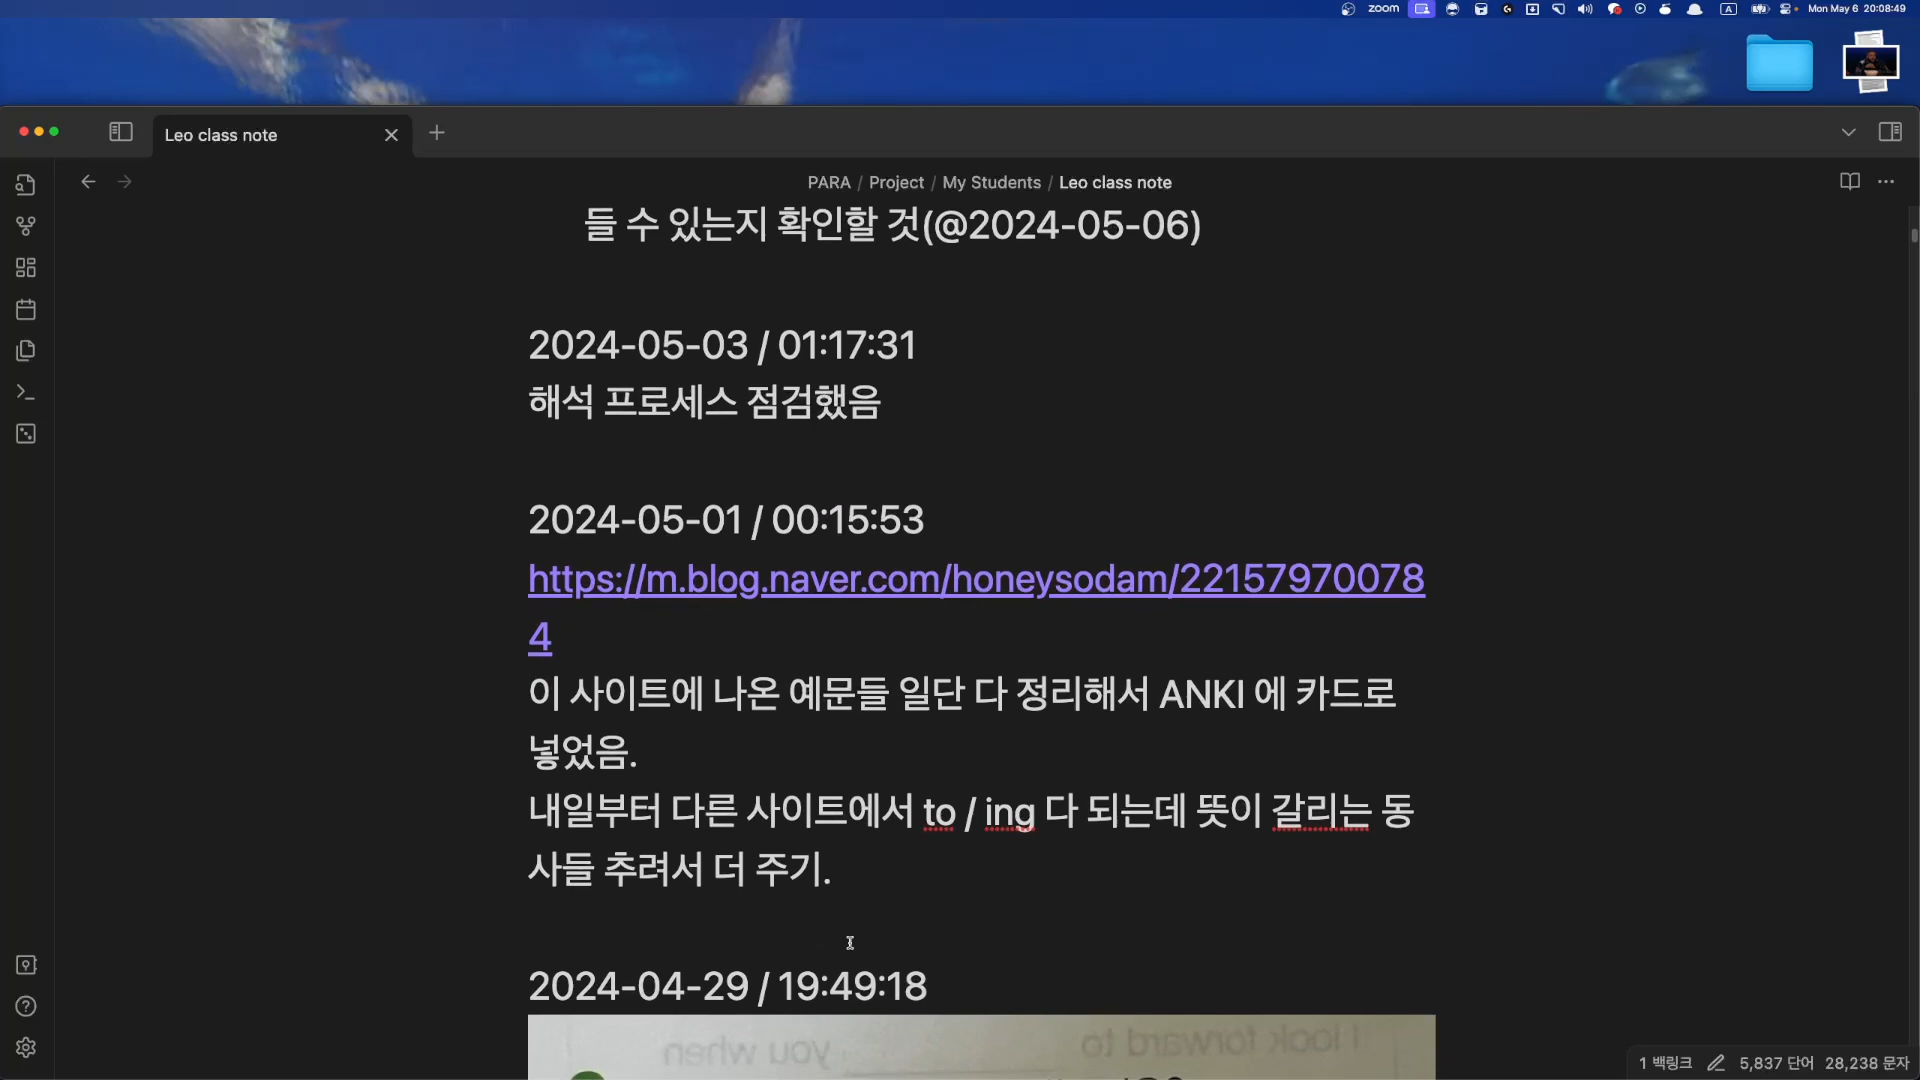 zoom
Mon May 6 20:08:49
Leo class note
PARA / Project / My Students / Leo class note
들 수 있는지 확인할 것(@2024-05-06)
2024-05-03 / 01:17:31
해석 프로세스 점검했음
2024-05-01 / 00:15:53
https://m.blog.naver.com/honeysodam/22157970078
4
이 사이트에 나온 예문들 일단 다 정리해서 ANKI 에 카드로
넣었음.
내일부터 다른 사이트에서 to / ing 다 되는데 뜻이 갈리는 동
사들 추려서 더 주기.
2024-04-29 / 19:49:18
I look forward to
you when
1 백링크 5,837 단어 28,238 문자